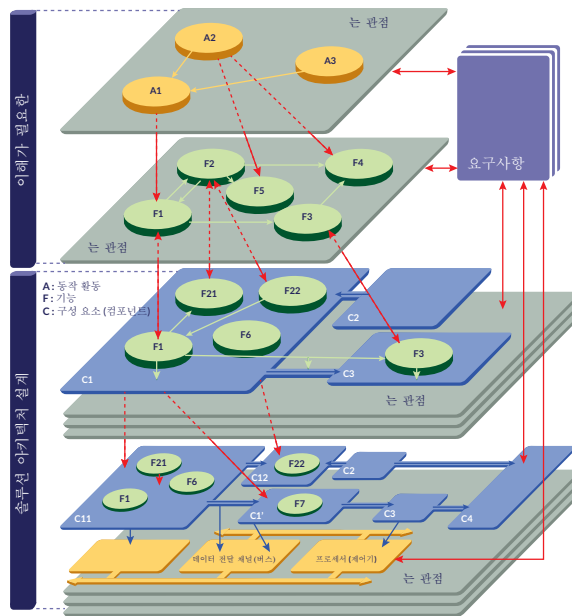 는 관점
A2
A3
A1
이해가 필요한
요구사항
F2
F4
F5
F1
F3
는 관점
A : 동작 활동
F : 기능
C : 구성 요소 (컴포넌트)
F21
F22
C2
F6
F1
F3
C1
C3
는 관점
솔루션 아키텍처 설계
F21
F22
C2
C12
F6
F1
F7
C11
C1'
C3
C4
데이터 전달 채널 (버스)
프로세서 (제어기)
는 관점